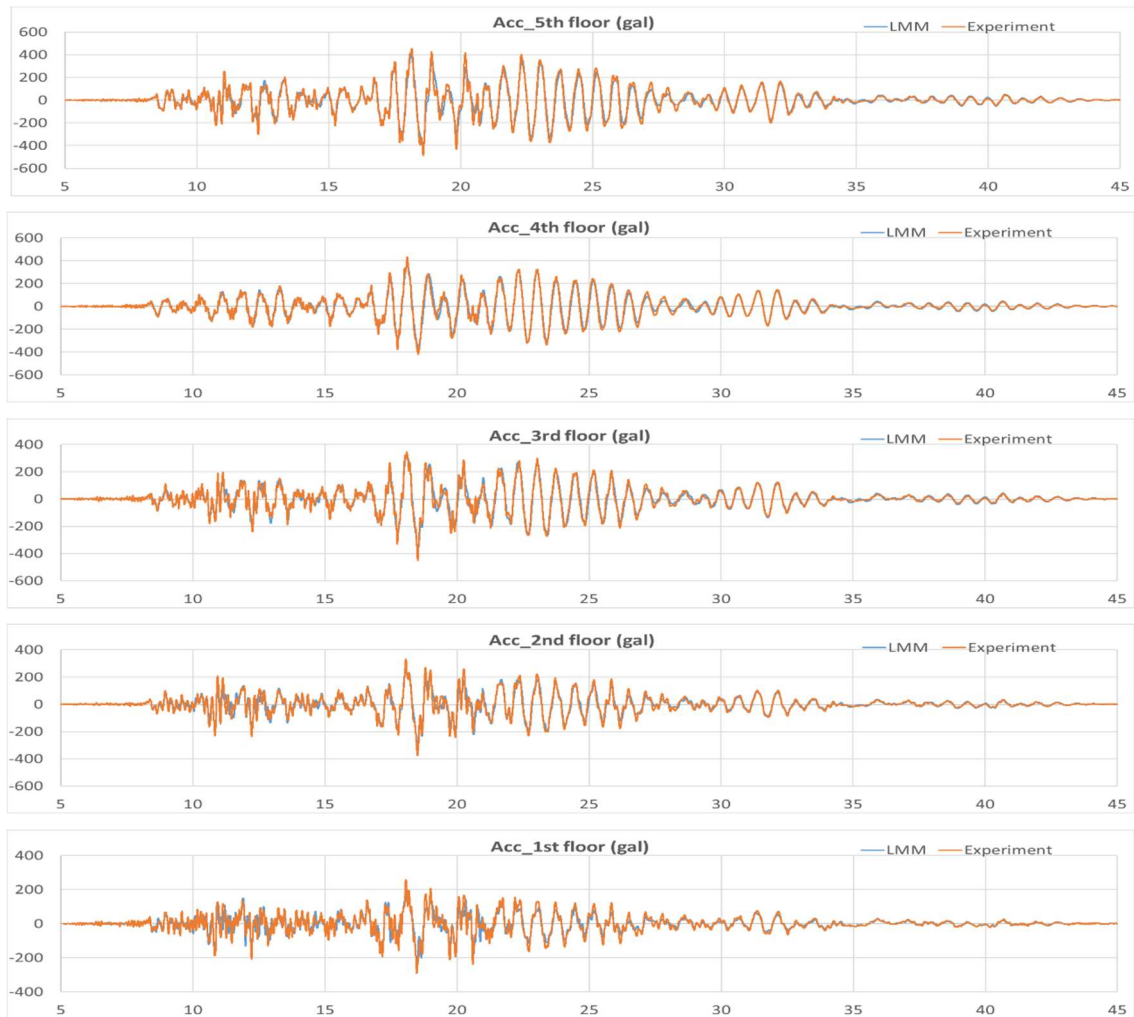 Acc_5th floor (gal)
LMM Experiment
600
400
200
0
-200
-400
-600
5 10 15 20 25 30 35 40 45
Acc_4th floor (gal)
LMM Experiment
600
400
200
0
-200
-400
-600
5 10 15 20 25 30 35 40 45
Acc_3rd floor (gal)
LMM Experiment
400
200
0
-200
-400
-600
5 10 15 20 25 30 35 40 45
Acc_2nd floor (gal)
LMM Experiment
400
200
0
-200
-400
-600
5 10 15 20 25 30 35 40 45
Acc_1st floor (gal)
LMM Experiment
400
200
0
-200
-400
5 10 15 20 25 30 35 40 45